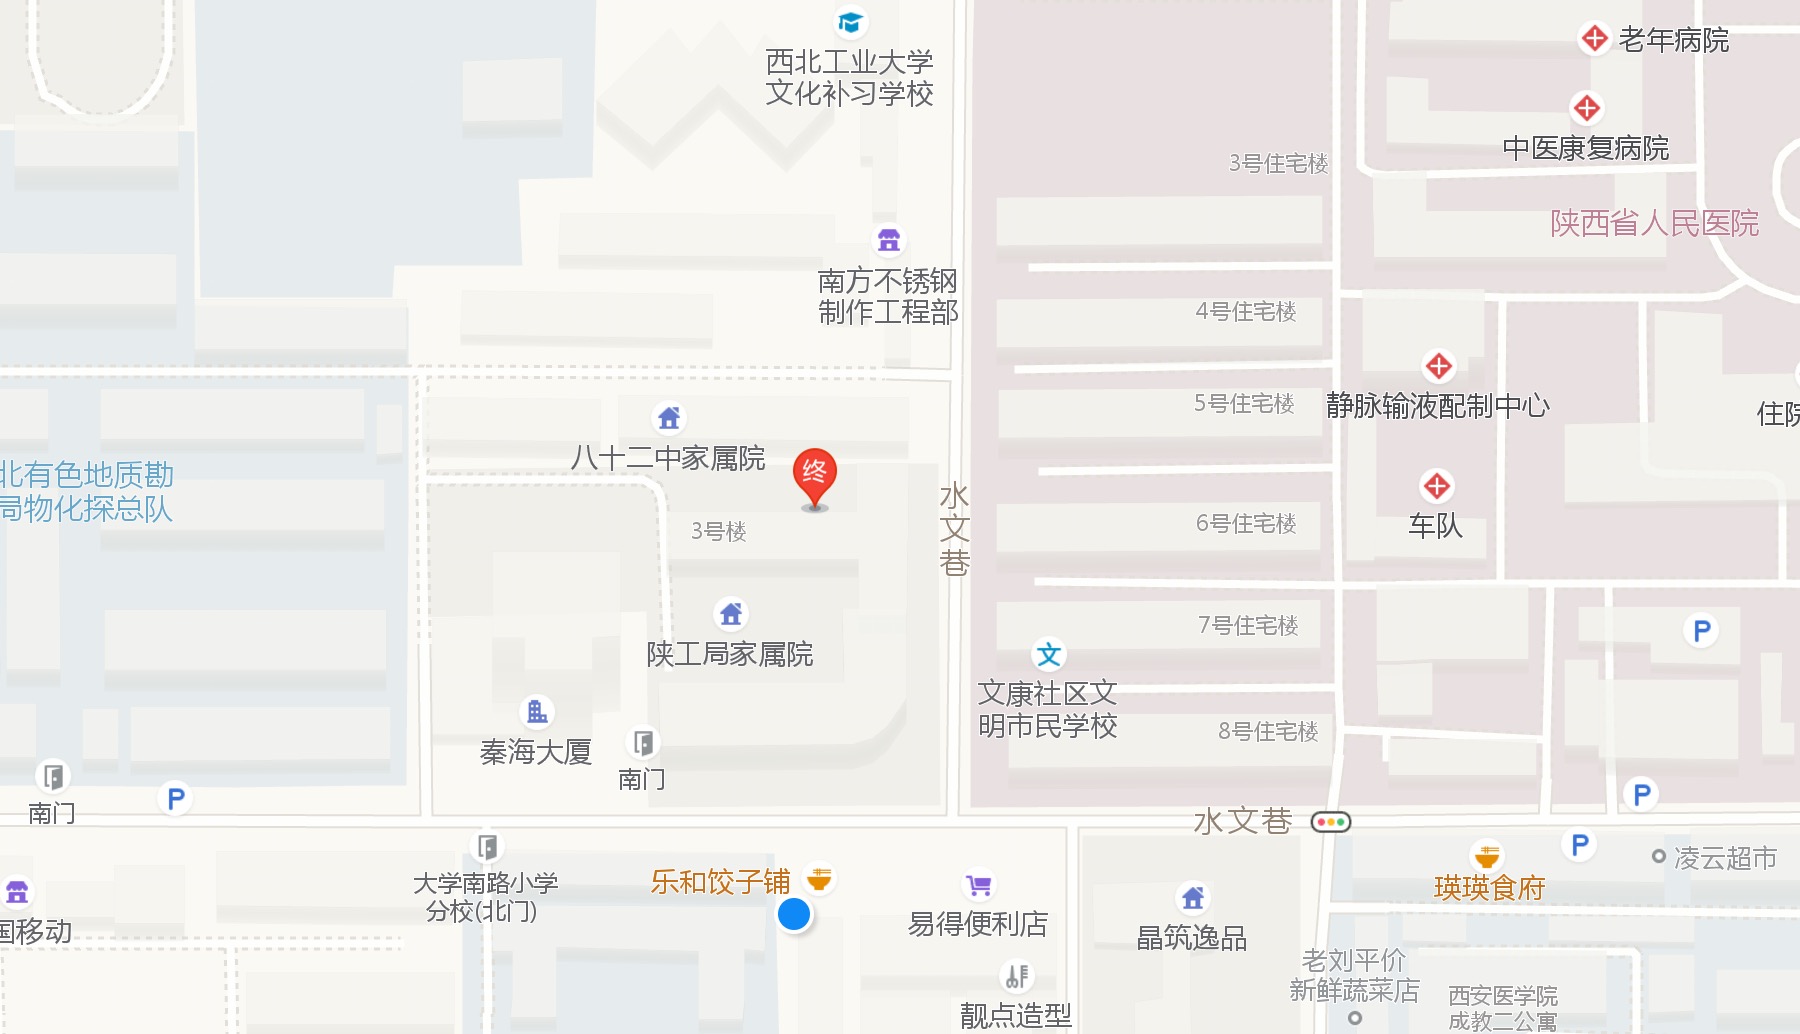 西北工业大学
文化补习学校
老年病院
中医康复病院
3号住宅楼
陕西省人民医院
南方不锈钢
制作工程部
4号住宅楼
静脉输液配制中心
5号住宅楼
住院
八十二中家属院
终
北有色地质勘
局物化探总队
水文巷
3号楼
6号住宅楼
车队
7号住宅楼
P
陕工局家属院
文康社区文
明市民学校
8号住宅楼
秦海大厦
南门
南门
P
P
水文巷
P
凌云超市
大学南路小学
分校(北门)
乐和饺子铺
瑛瑛食府
国移动
易得便利店
晶筑逸品
老刘平价
新鲜蔬菜店
靓点造型
西安医学院
成教二公寓
文